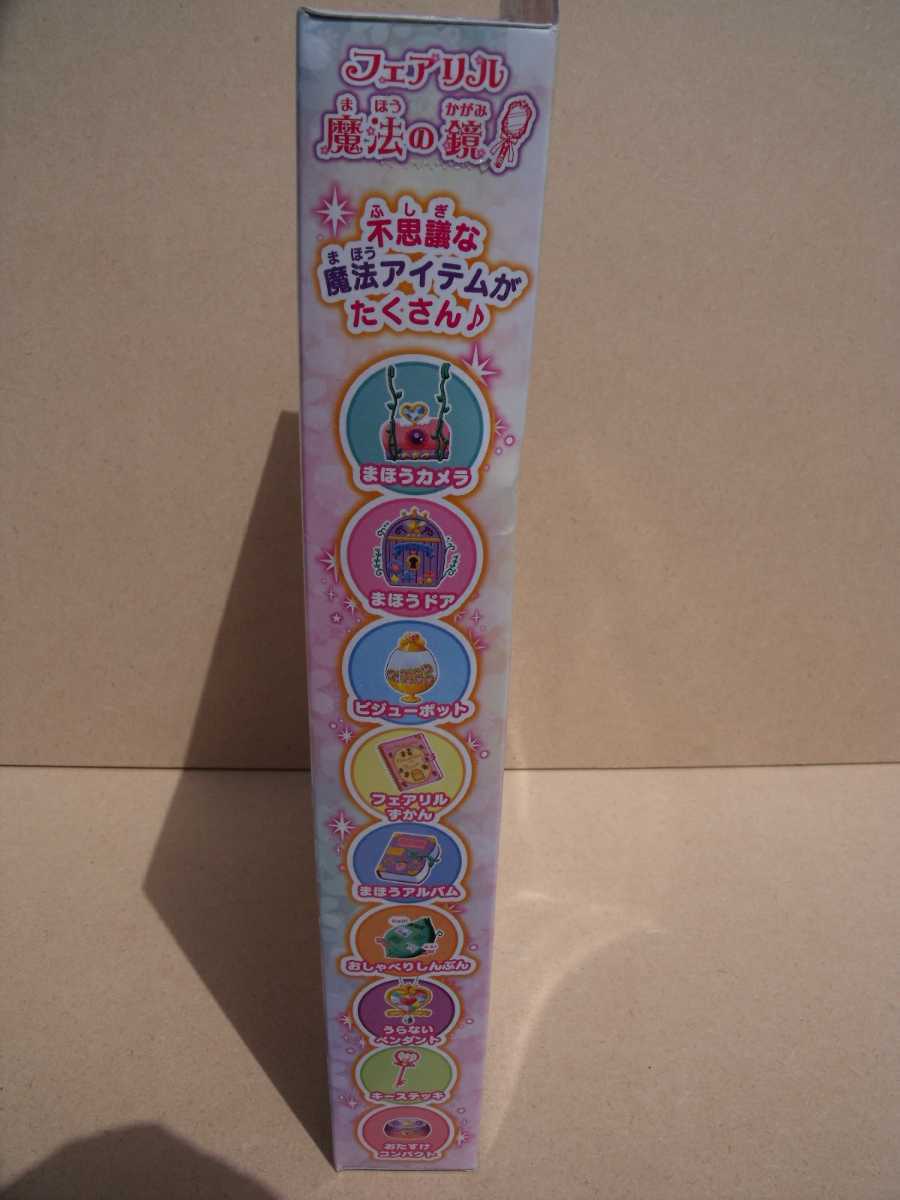 フェアリル
まほう かがみ
魔法の鏡
ふしぎ
不思議な
まほう
魔法アイテムが
たくさん♪
まほうカメラ
まほうドア
ビジューポット
フェアリル
ずかん
まほうアルバム
おしゃべりしんぶん
うらない
ペンダント
キーステッキ
おたすけ
コンパクト